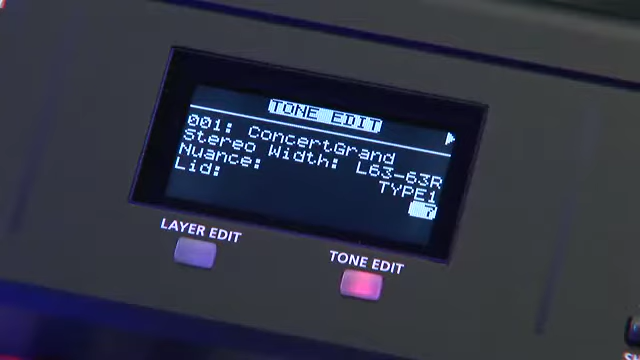 TONE EDIT
001: ConcertGrand
Stereo Width: L63-63R
Nuance: TYPE1
Lid: 7
LAYER EDIT
TONE EDIT